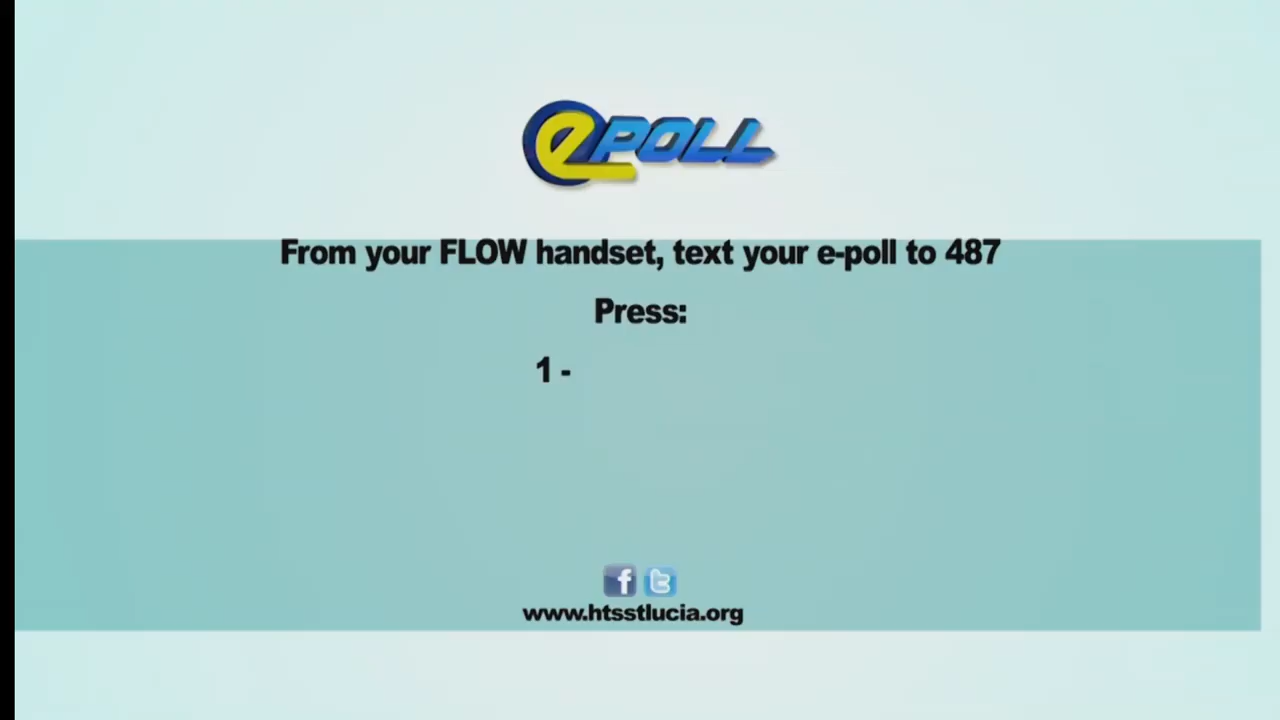 ePOLL
From your FLOW handset, text your e-poll to 487
Press:
1 -
f t
www.htsstlucia.org